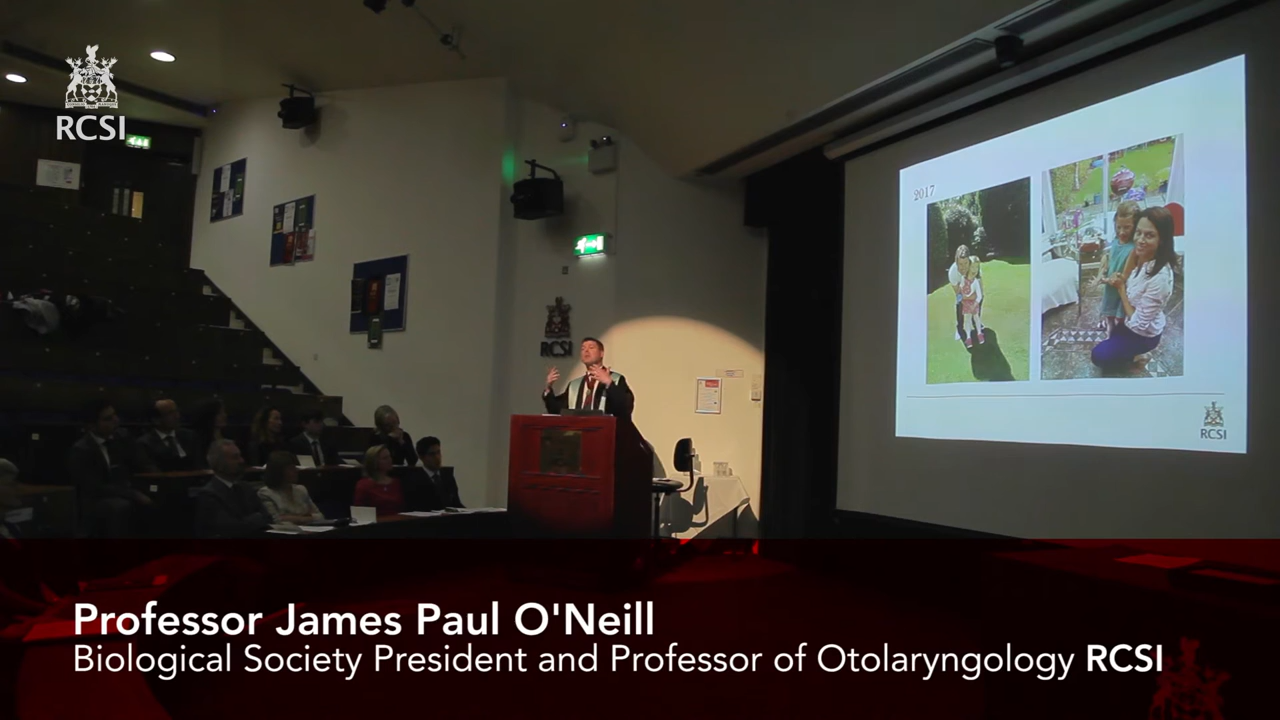 RCSI
RCSI
2017
RCSI
Professor James Paul O'Neill
Biological Society President and Professor of Otolaryngology RCSI